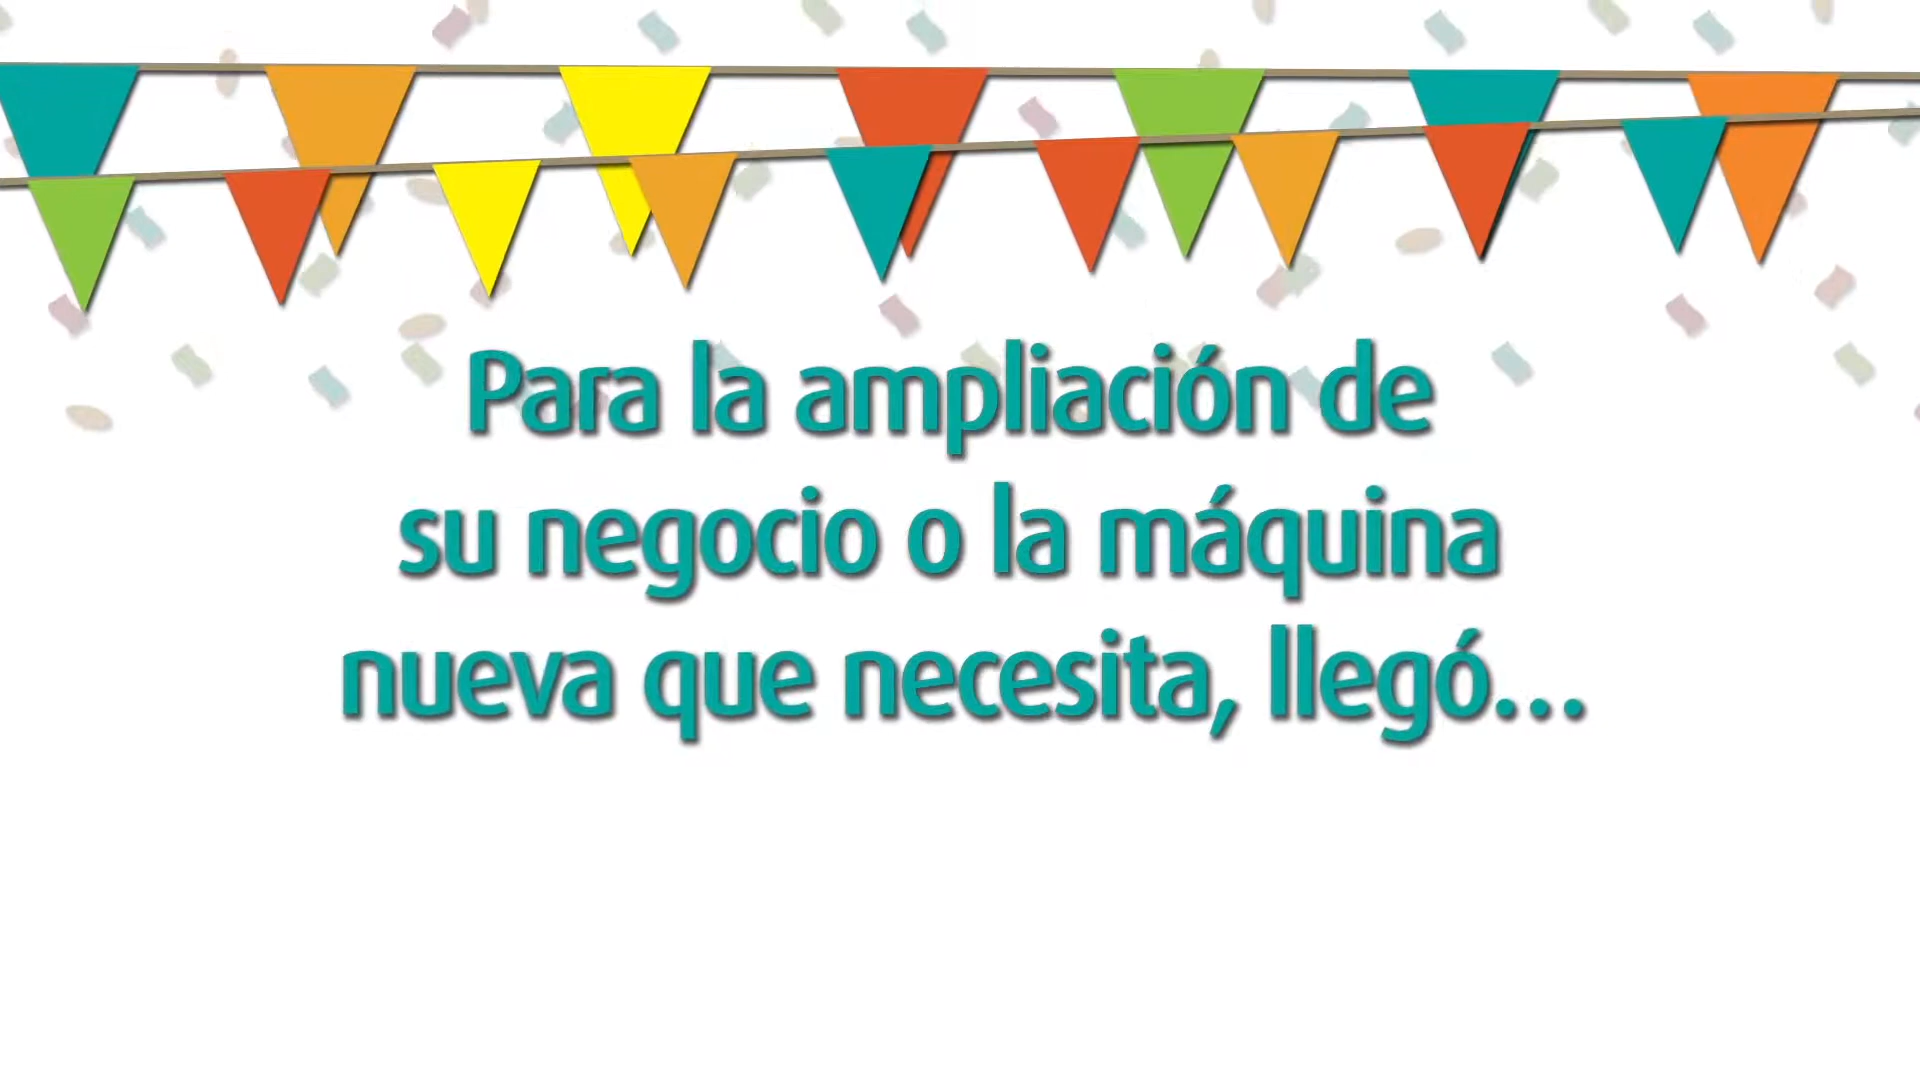 Para la ampliación de
su negocio o la máquina
nueva que necesita, llegó...